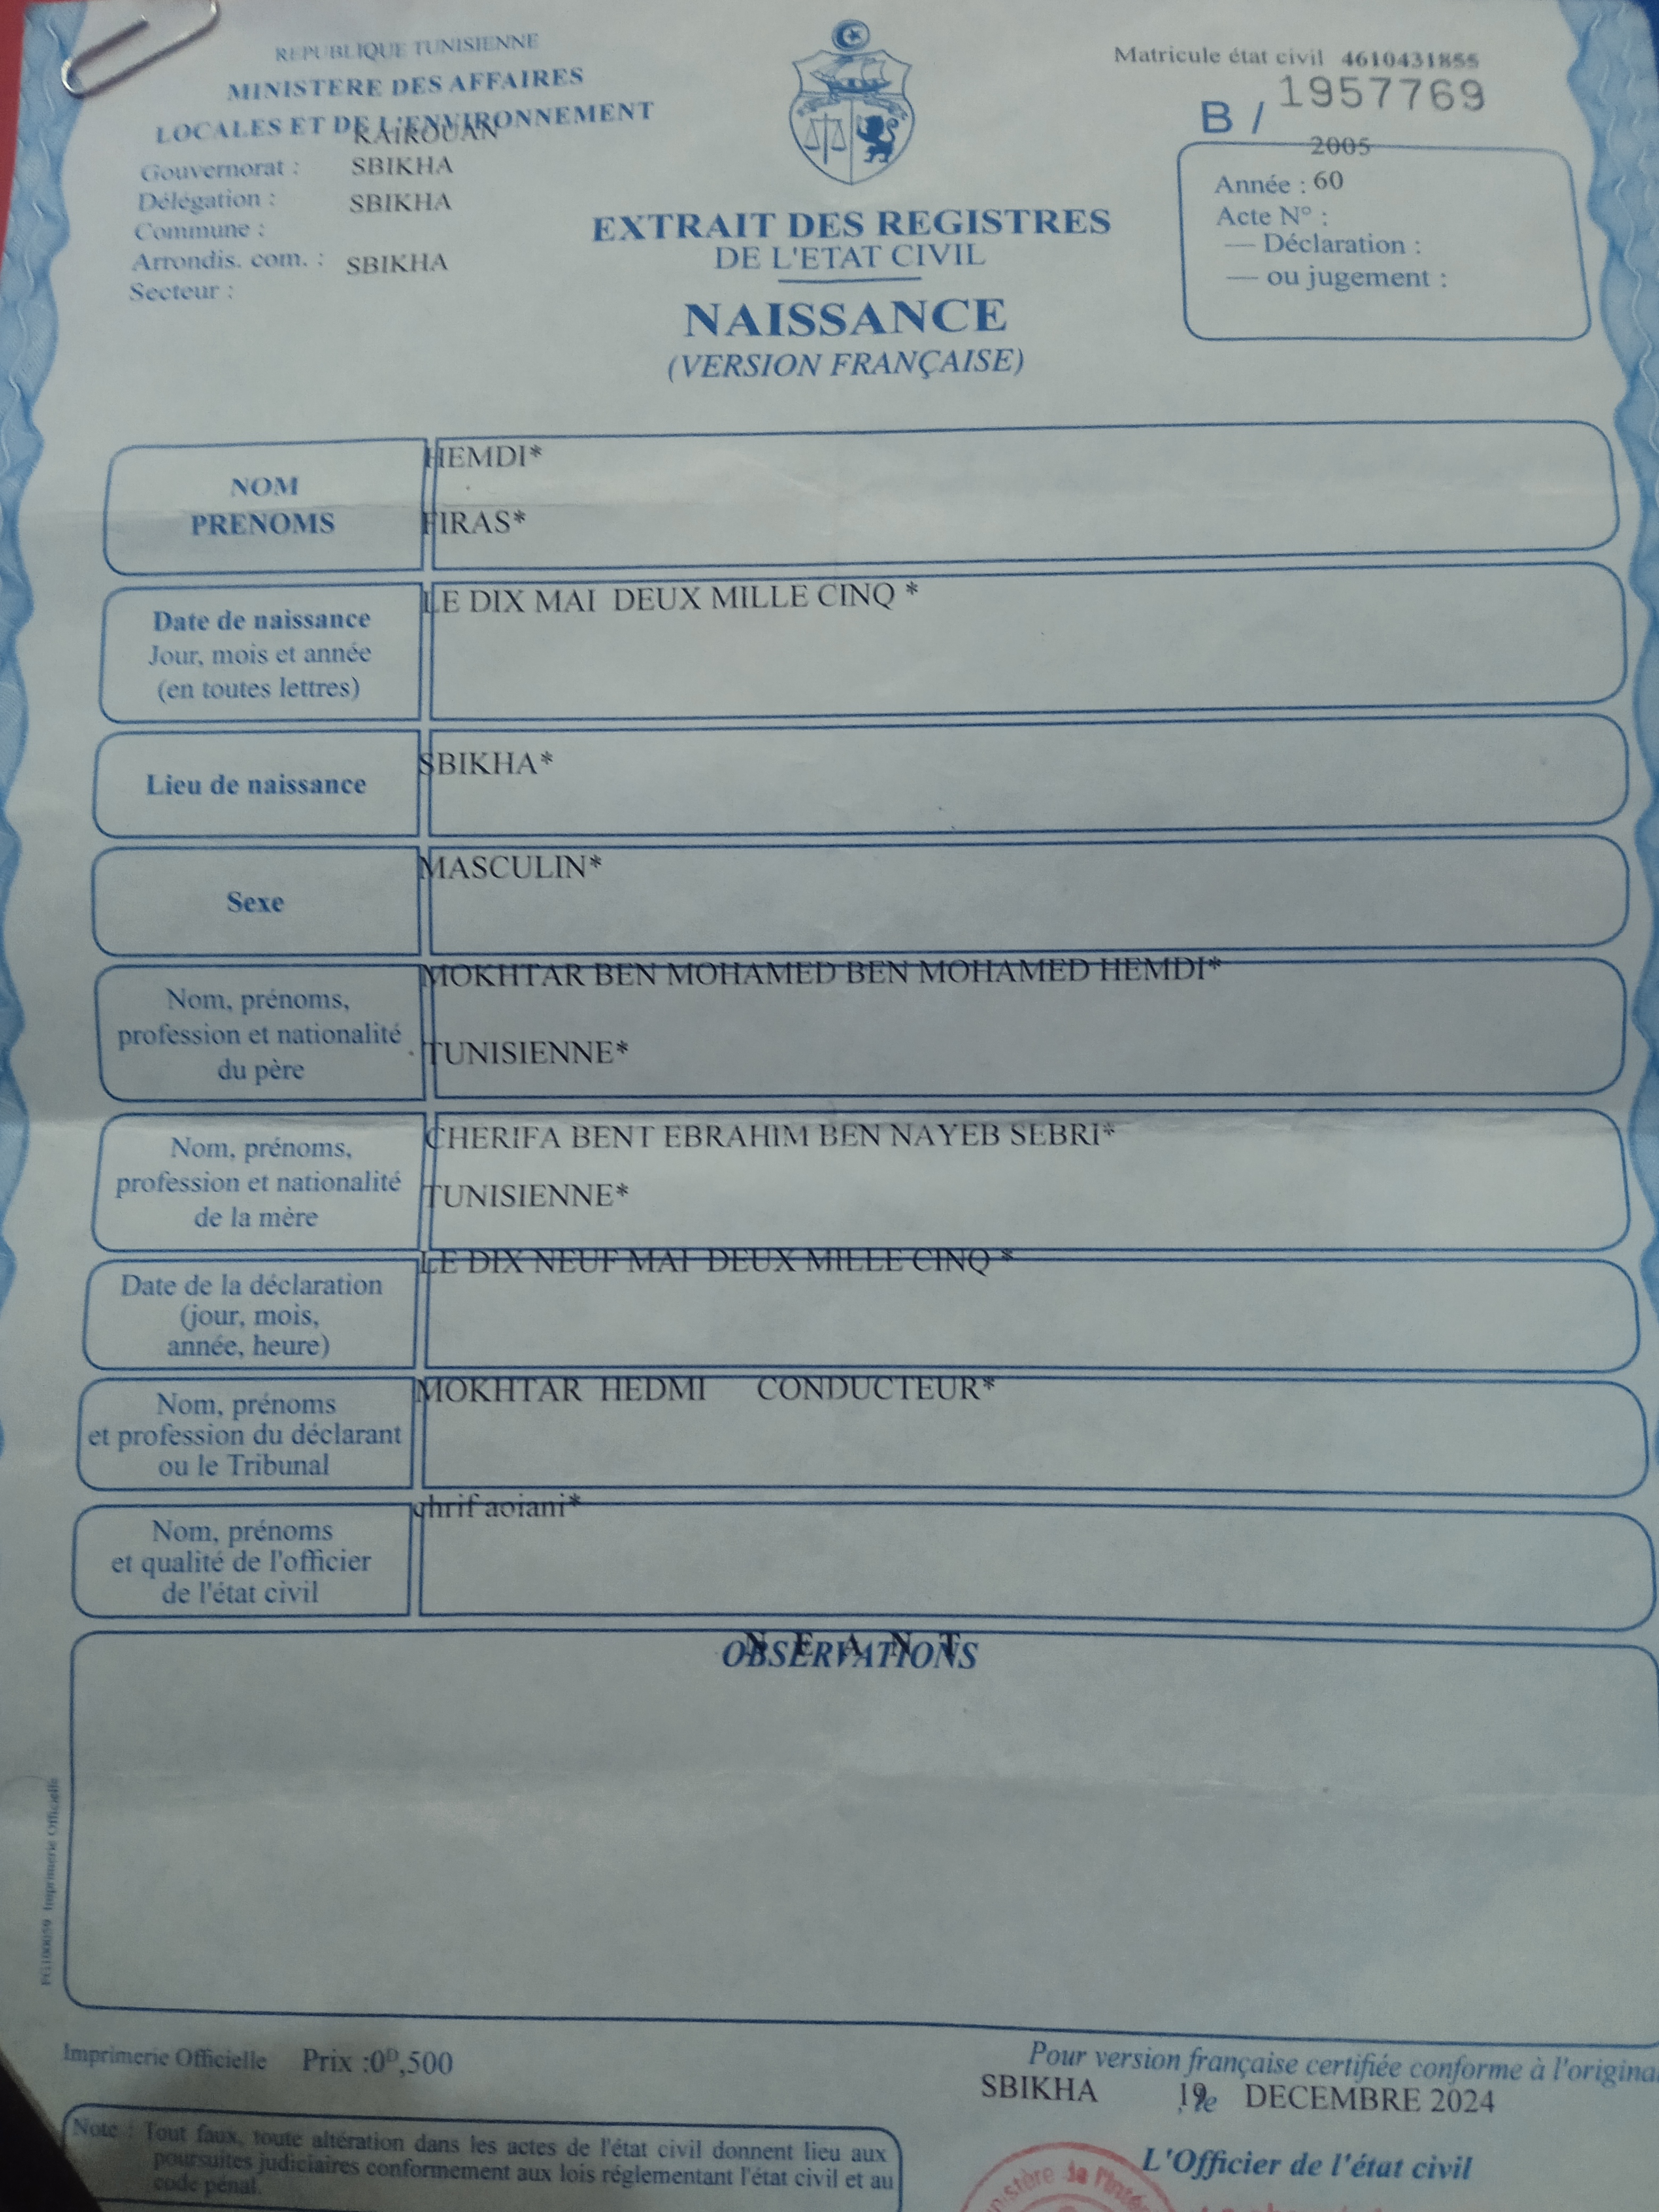 REPUBLIQUE TUNISIENNE
MINISTERE DES AFFAIRES
LOCALES ET DE L'ENVIRONNEMENT
KAIROUAN
Gouvernorat : SBIKHA
Délégation : SBIKHA
Commune :
Arrondis. com. : SBIKHA
Secteur :
Matricule état civil 4610431855
B / 1957769
2005
Année : 60
Acte N° :
— Déclaration :
— ou jugement :
EXTRAIT DES REGISTRES
DE L'ETAT CIVIL
NAISSANCE
(VERSION FRANÇAISE)
NOM
PRENOMS
HEMDI*
FIRAS*
Date de naissance
Jour, mois et année
(en toutes lettres)
LE DIX MAI DEUX MILLE CINQ *
Lieu de naissance
SBIKHA*
Sexe
MASCULIN*
Nom, prénoms,
profession et nationalité
du père
MOKHTAR BEN MOHAMED BEN MOHAMED HEMDI*
TUNISIENNE*
Nom, prénoms,
profession et nationalité
de la mère
CHERIFA BENT EBRAHIM BEN NAYEB SEBRI*
TUNISIENNE*
Date de la déclaration
(jour, mois,
année, heure)
LE DIX NEUF MAI DEUX MILLE CINQ *
Nom, prénoms
et profession du déclarant
ou le Tribunal
MOKHTAR HEDMI CONDUCTEUR*
Nom, prénoms
et qualité de l'officier
de l'état civil
chrif aoiani*
N E A N T
OBSERVATIONS
PG100059 Imprimerie Officielle
Imprimerie Officielle Prix :0ᴰ,500
Pour version française certifiée conforme à l'origina
SBIKHA , le 19 DECEMBRE 2024
L'Officier de l'état civil
Note : Tout faux, toute altération dans les actes de l'état civil donnent lieu aux
poursuites judiciaires conformement aux lois réglementant l'état civil et au
code pénal.